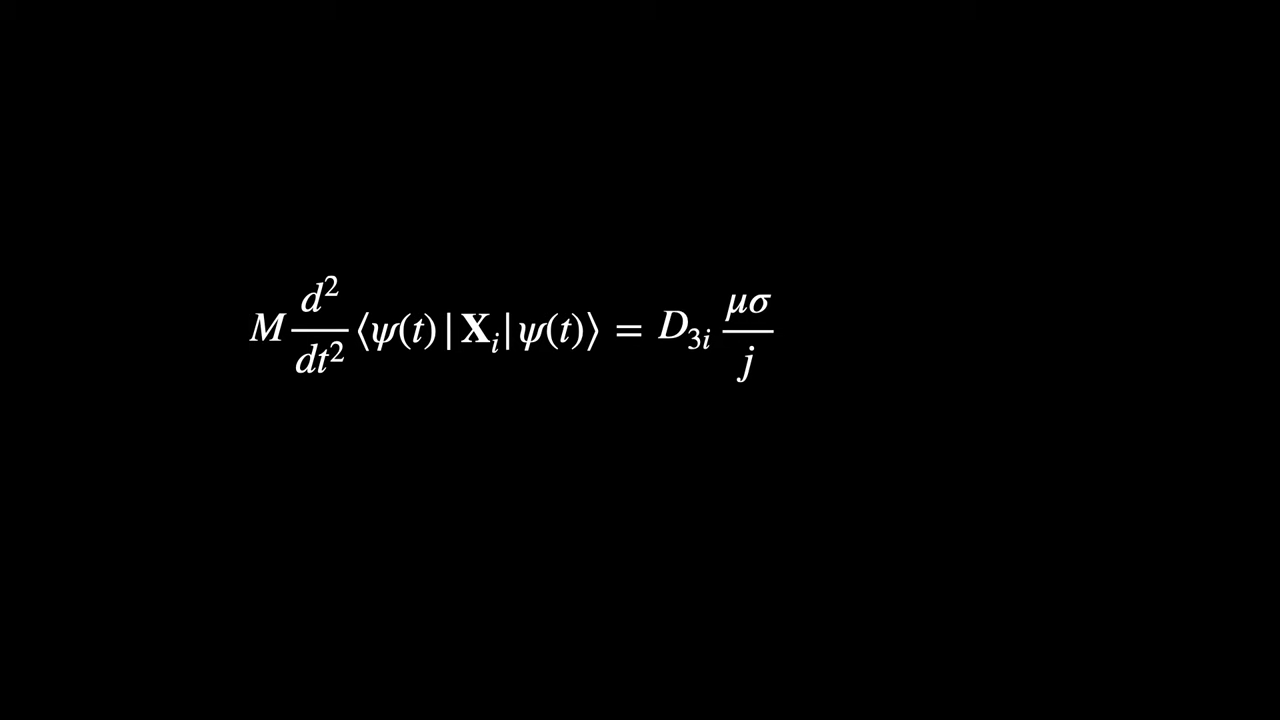 M d²/dt² ⟨ψ(t)|𝐗ᵢ|ψ(t)⟩ = D₃ᵢ μσ/j